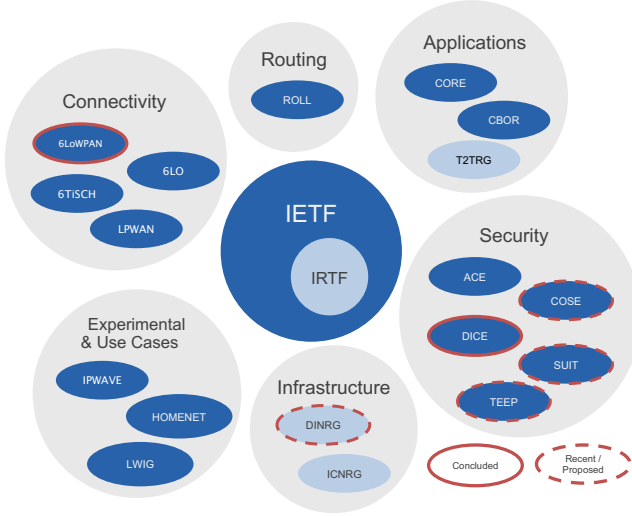 Applications
Routing
CORE
Connectivity
ROLL
CBOR
6LoWPAN
T2TRG
6LO
6TiSCH
IETF
LPWAN
Security
IRTF
ACE
COSE
Experimental
& Use Cases
DICE
SUIT
IPWAVE
Infrastructure
TEEP
HOMENET
DINRG
LWIG
ICNRG
Concluded
Recent /
Proposed